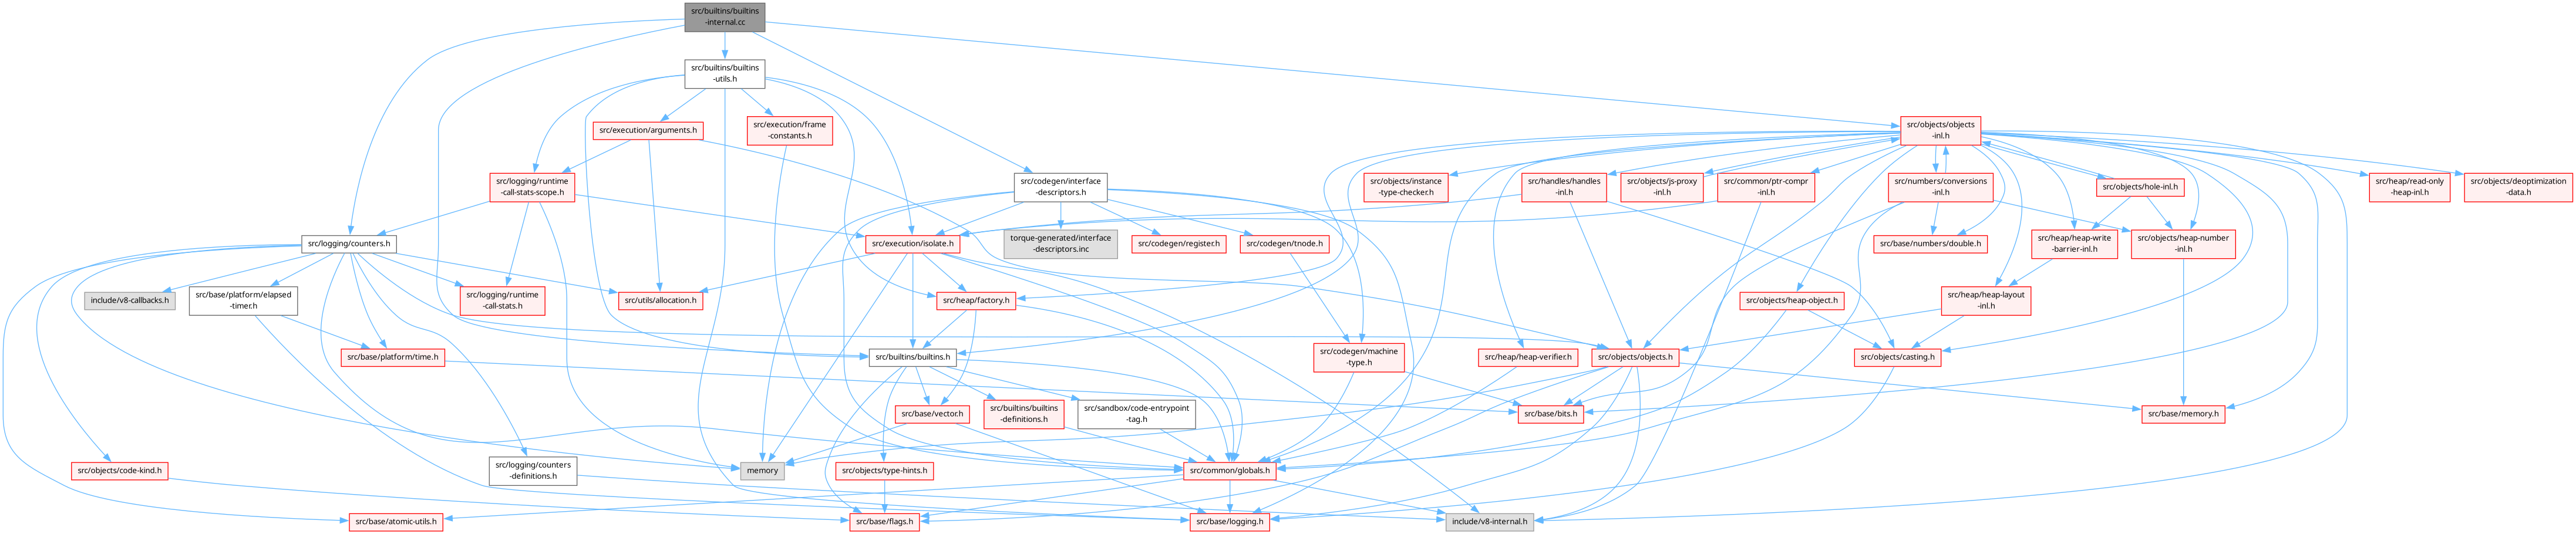 src/builtins/builtins
-internal.cc
src/builtins/builtins
-utils.h
src/execution/arguments.h
src/execution/frame
-constants.h
src/objects/objects
-inl.h
src/logging/runtime
-call-stats-scope.h
src/codegen/interface
-descriptors.h
src/objects/instance
-type-checker.h
src/handles/handles
-inl.h
src/objects/js-proxy
-inl.h
src/common/ptr-compr
-inl.h
src/numbers/conversions
-inl.h
src/objects/hole-inl.h
src/heap/read-only
-heap-inl.h
src/objects/deoptimization
-data.h
src/logging/counters.h
src/execution/isolate.h
torque-generated/interface
-descriptors.inc
src/codegen/register.h
src/codegen/tnode.h
src/base/numbers/double.h
src/heap/heap-write
-barrier-inl.h
src/objects/heap-number
-inl.h
include/v8-callbacks.h
src/base/platform/elapsed
-timer.h
src/logging/runtime
-call-stats.h
src/utils/allocation.h
src/heap/factory.h
src/objects/heap-object.h
src/heap/heap-layout
-inl.h
src/base/platform/time.h
src/builtins/builtins.h
src/codegen/machine
-type.h
src/heap/heap-verifier.h
src/objects/objects.h
src/objects/casting.h
src/base/vector.h
src/builtins/builtins
-definitions.h
src/sandbox/code-entrypoint
-tag.h
src/base/bits.h
src/base/memory.h
src/objects/code-kind.h
src/logging/counters
-definitions.h
memory
src/objects/type-hints.h
src/common/globals.h
src/base/atomic-utils.h
src/base/flags.h
src/base/logging.h
include/v8-internal.h